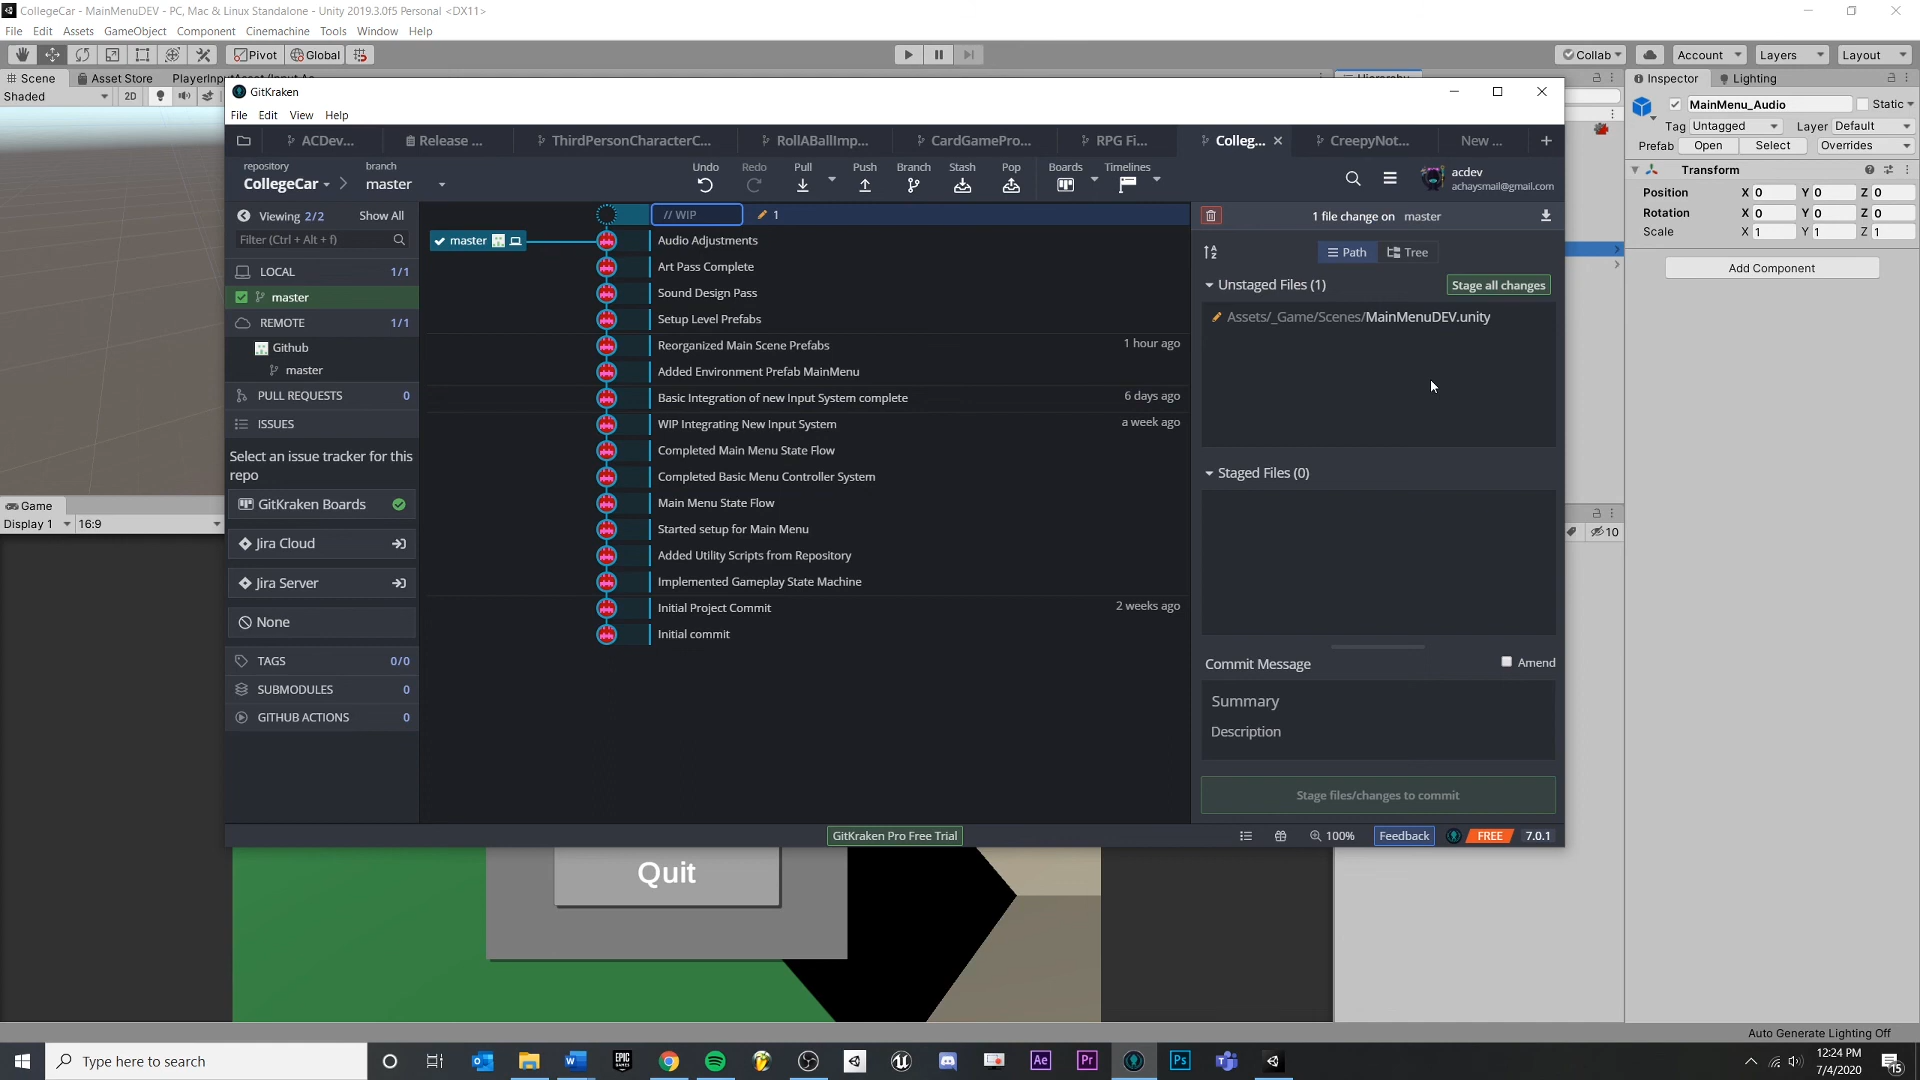 CollegeCar - MainMenuDEV - PC, Mac & Linux Standalone - Unity 2019.3.0f5 Personal <DX11>
File Edit Assets GameObject Component Cinemachine Tools Window Help
Pivot Global Collab Account Layers Layout
Scene Asset Store PlayerInputAsset (Input Ac Hierarchy Inspector Lighting
Shaded 2D
GitKraken
File Edit View Help
ACDev... Release ... ThirdPersonCharacterC... RollABallImp... CardGamePro... RPG Fi... Colleg... CreepyNot... New ...
repository branch
CollegeCar master
Undo Redo Pull Push Branch Stash Pop Boards Timelines
acdev
achaysmail@gmail.com
Viewing 2/2 Show All
Filter (Ctrl + Alt + f)
LOCAL 1/1
master
REMOTE 1/1
Github
master
PULL REQUESTS 0
ISSUES
Select an issue tracker for this
repo
GitKraken Boards
Jira Cloud
Jira Server
None
TAGS 0/0
SUBMODULES 0
GITHUB ACTIONS 0
// WIP 1
master Audio Adjustments
Art Pass Complete
Sound Design Pass
Setup Level Prefabs
Reorganized Main Scene Prefabs 1 hour ago
Added Environment Prefab MainMenu
Basic Integration of new Input System complete 6 days ago
WIP Integrating New Input System a week ago
Completed Main Menu State Flow
Completed Basic Menu Controller System
Main Menu State Flow
Started setup for Main Menu
Added Utility Scripts from Repository
Implemented Gameplay State Machine
Initial Project Commit 2 weeks ago
Initial commit
1 file change on master
Path Tree
Unstaged Files (1) Stage all changes
Assets/_Game/Scenes/MainMenuDEV.unity
Staged Files (0)
Commit Message Amend
Summary
Description
Stage files/changes to commit
GitKraken Pro Free Trial 100% Feedback FREE 7.0.1
MainMenu_Audio Static
Tag Untagged Layer Default
Prefab Open Select Overrides
Transform
Position X 0 Y 0 Z 0
Rotation X 0 Y 0 Z 0
Scale X 1 Y 1 Z 1
Add Component
Game
Display 1 16:9
10
Quit
Auto Generate Lighting Off
Type here to search
Ae Pr Ps
12:24 PM
7/4/2020
15